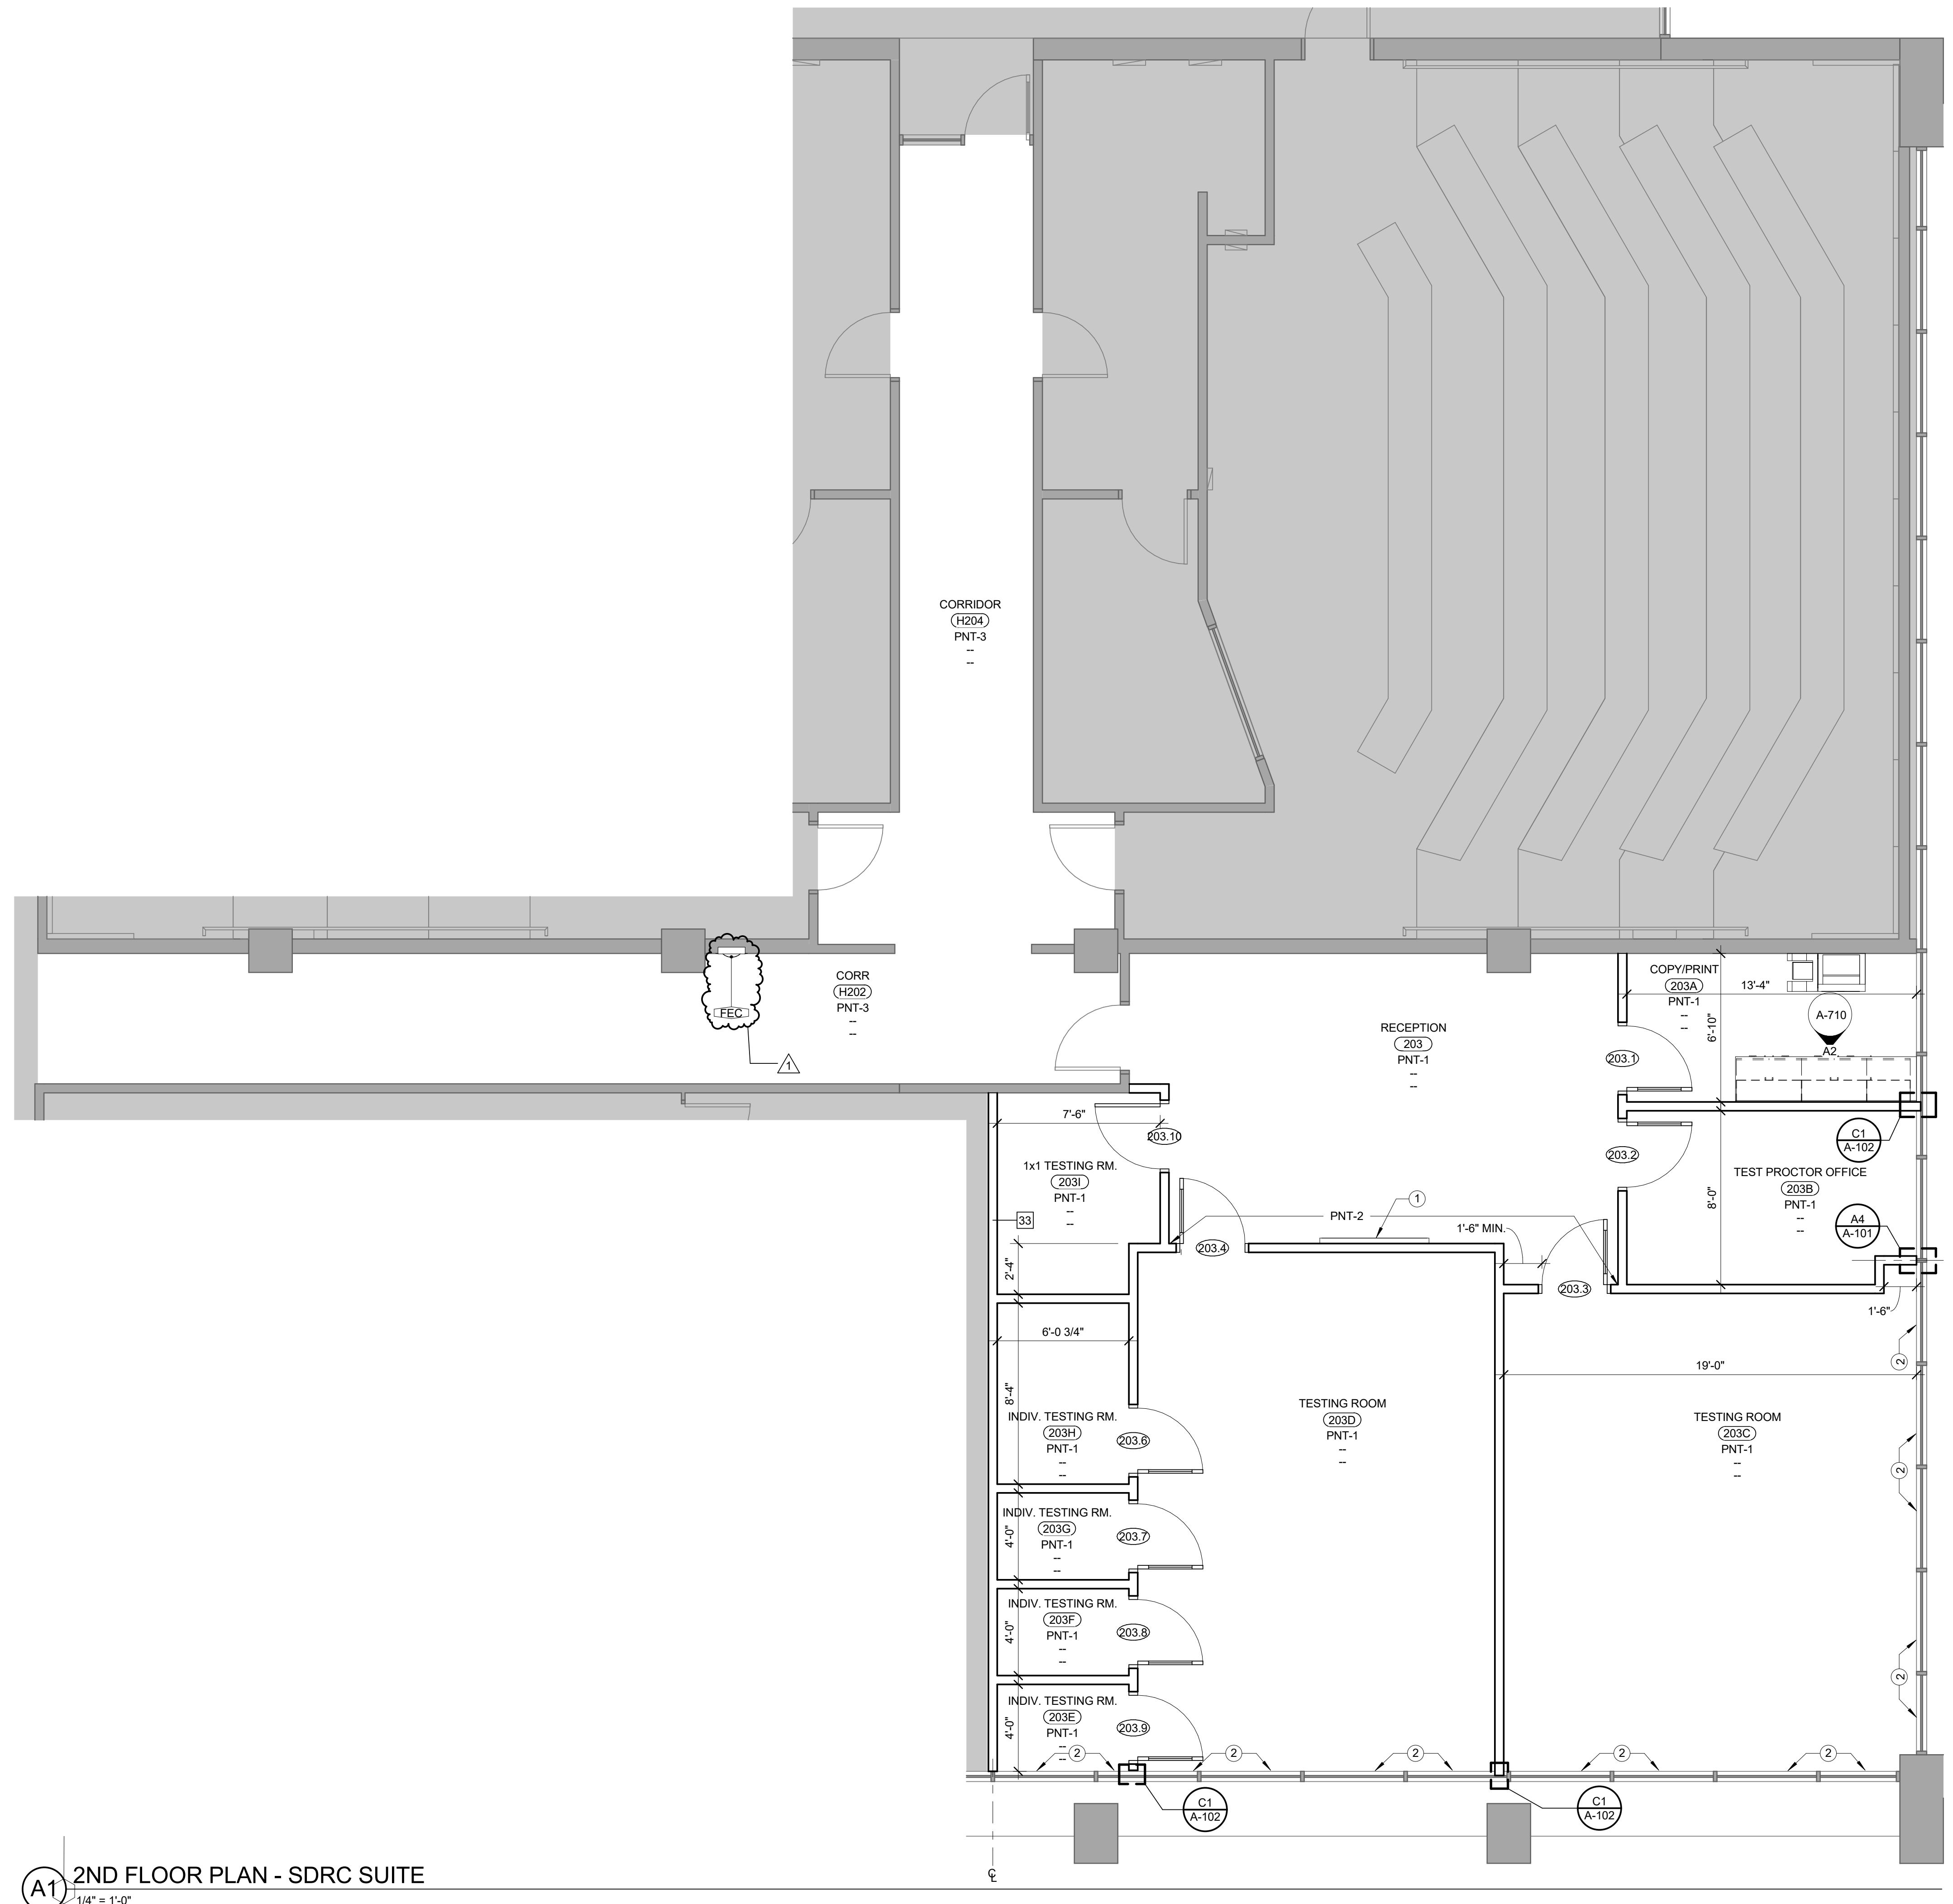 CORRIDOR
H204
PNT-3
--
--
CORR
H202
PNT-3
--
--
FEC
1
COPY/PRINT
203A
PNT-1
--
--
13'-4"
6'-10"
A-710
A2
RECEPTION
203
PNT-1
--
--
203.1
7'-6"
203.10
203.2
C1
A-102
1x1 TESTING RM.
203I
PNT-1
--
--
33
TEST PROCTOR OFFICE
203B
PNT-1
--
--
8'-0"
1
PNT-2
1'-6" MIN.
A4
A-101
203.4
203.3
2'-4"
1'-6"
6'-0 3/4"
19'-0"
2
8'-4"
INDIV. TESTING RM.
203H
PNT-1
--
--
203.6
TESTING ROOM
203D
PNT-1
--
--
TESTING ROOM
203C
PNT-1
--
--
2
INDIV. TESTING RM.
203G
PNT-1
--
--
4'-0"
203.7
INDIV. TESTING RM.
203F
PNT-1
--
--
4'-0"
203.8
2
INDIV. TESTING RM.
203E
PNT-1
--
--
4'-0"
203.9
2
2
2
2
2
C1
A-102
C1
A-102
A1
2ND FLOOR PLAN - SDRC SUITE
1/4" = 1'-0"
℄